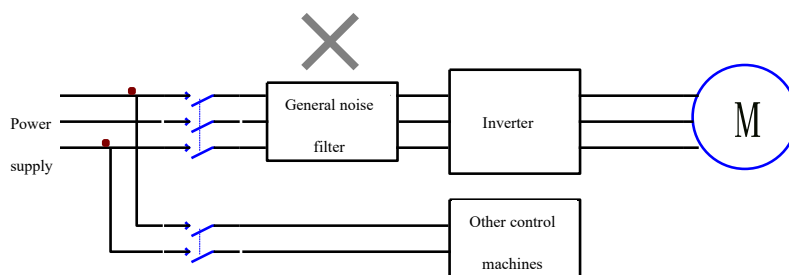 Power
supply
General noise
filter
Inverter
M
Other control
machines